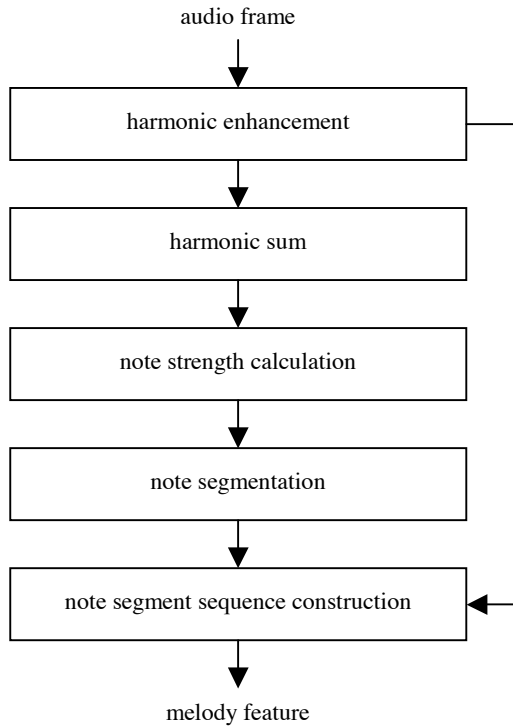 audio frame
harmonic enhancement
harmonic sum
note strength calculation
note segmentation
note segment sequence construction
melody feature